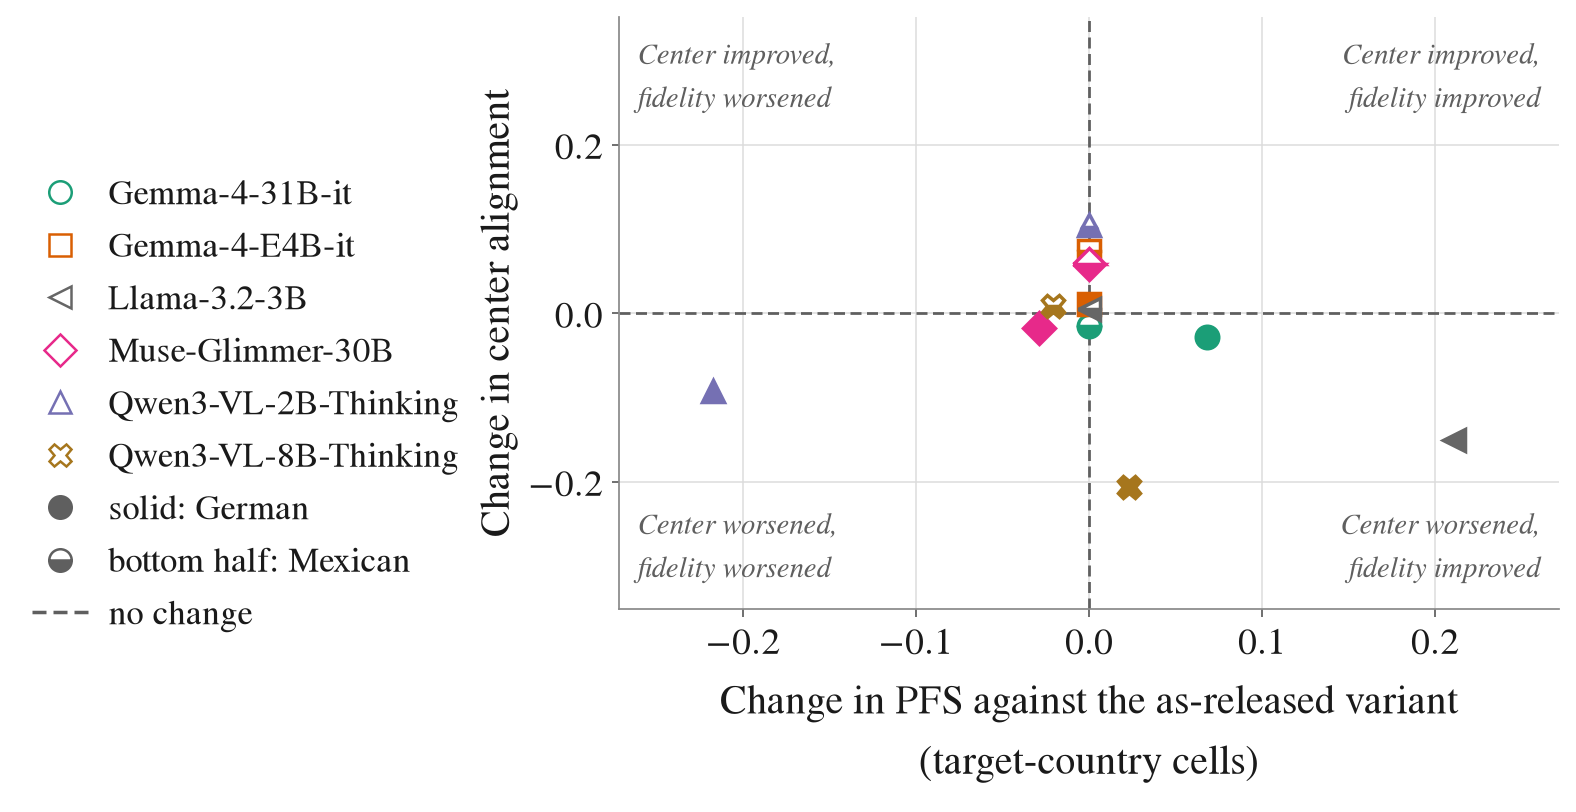 Center improved,
fidelity worsened
Center improved,
fidelity improved
Change in center alignment
0.2
0.0
−0.2
Gemma-4-31B-it
Gemma-4-E4B-it
Llama-3.2-3B
Muse-Glimmer-30B
Qwen3-VL-2B-Thinking
Qwen3-VL-8B-Thinking
solid: German
bottom half: Mexican
no change
Center worsened,
fidelity worsened
Center worsened,
fidelity improved
−0.2
−0.1
0.0
0.1
0.2
Change in PFS against the as-released variant
(target-country cells)